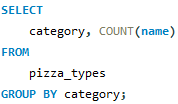 SELECT
category, COUNT(name)
FROM
pizza_types
GROUP BY category;